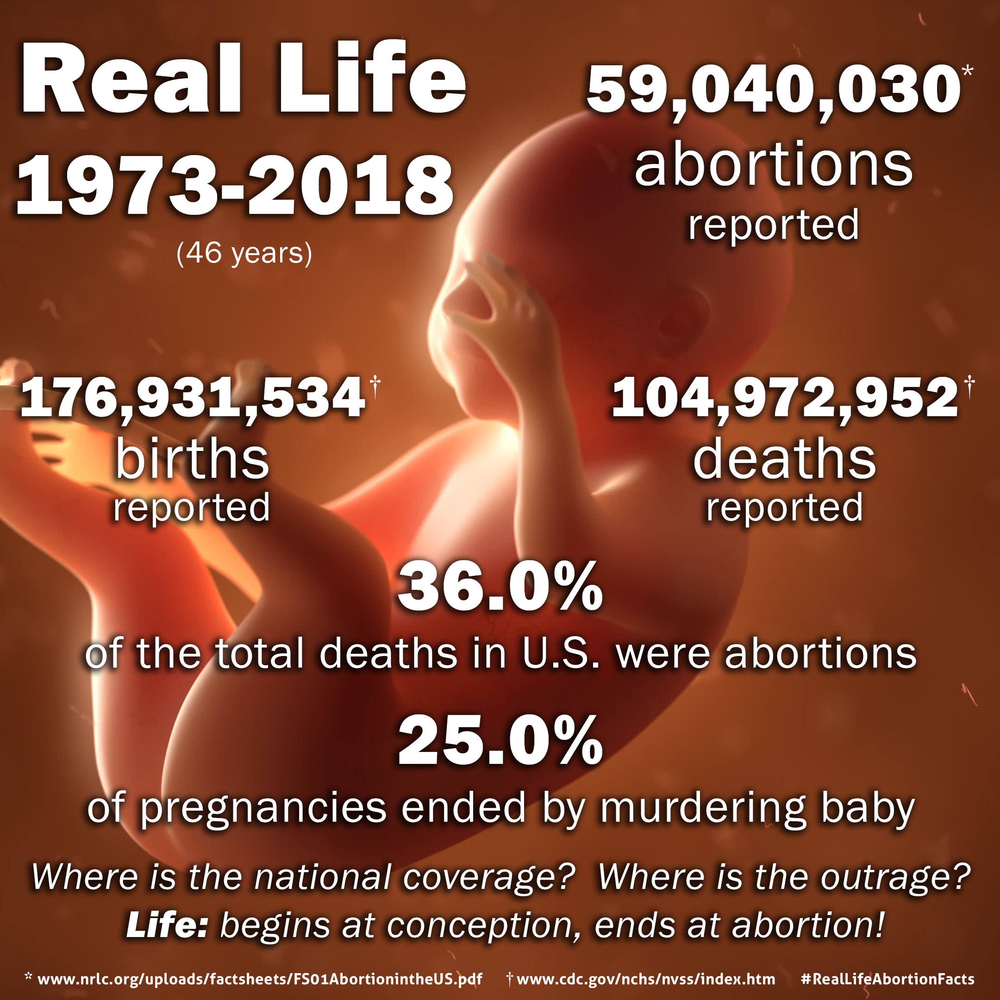 Real Life
1973-2018
(46 years)
59,040,030*
abortions
reported
176,931,534†
births
reported
104,972,952†
deaths
reported
36.0%
of the total deaths in U.S. were abortions
25.0%
of pregnancies ended by murdering baby
Where is the national coverage? Where is the outrage?
Life: begins at conception, ends at abortion!
* www.nrlc.org/uploads/factsheets/FS01AbortionintheUS.pdf † www.cdc.gov/nchs/nvss/index.htm #RealLifeAbortionFacts